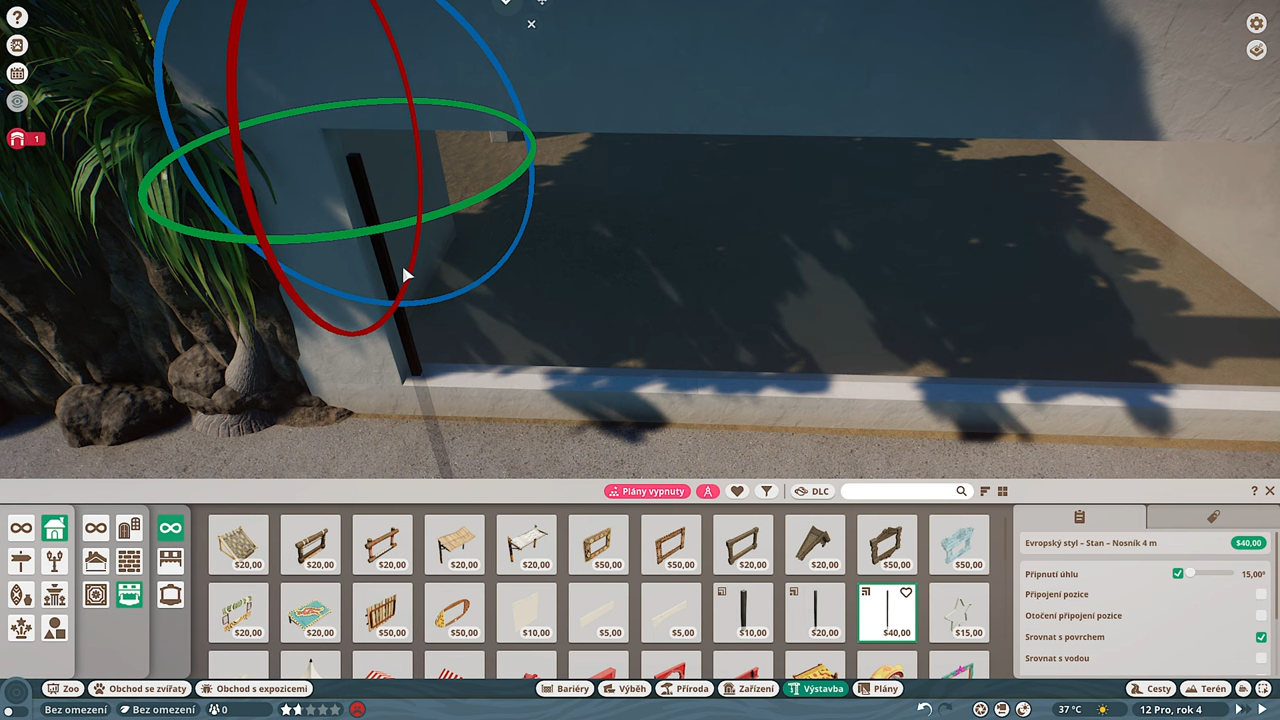 ?
1
Plány vypnuty
DLC
?
$20,00 $20,00 $20,00 $20,00 $20,00 $50,00 $50,00 $20,00 $20,00 $50,00 $50,00
$20,00 $20,00 $50,00 $50,00 $10,00 $5,00 $5,00 $10,00 $20,00 $40,00 $15,00
Evropský styl – Stan – Nosník 4 m $40,00
Připnutí úhlu 15,00°
Připojení pozice
Otočení připojení pozice
Srovnat s povrchem
Srovnat s vodou
Zoo Obchod se zvířaty Obchod s expozicemi Bariéry Výběh Příroda Zařízení Výstavba Plány Cesty Terén
Bez omezení Bez omezení 0 37 °C 12 Pro, rok 4